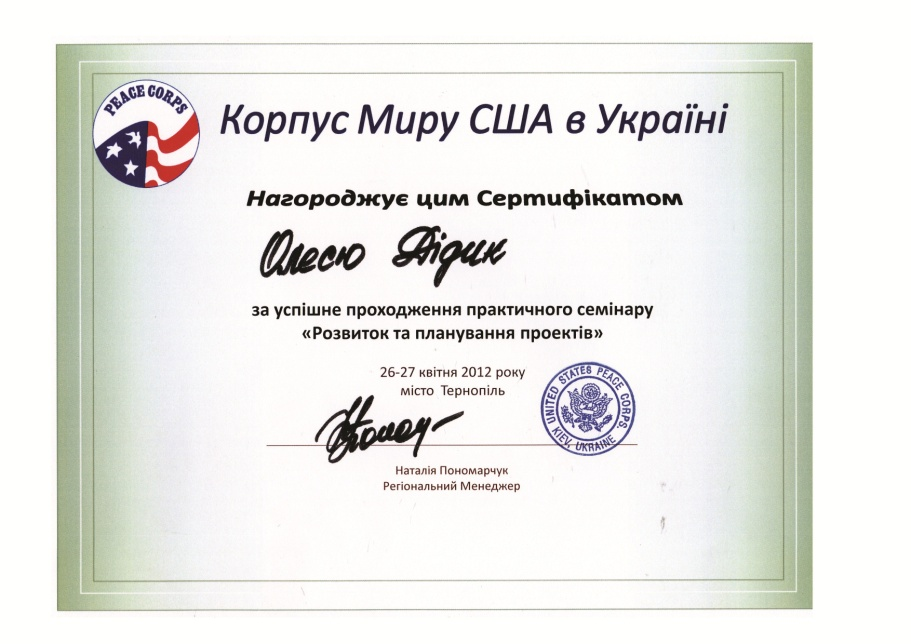 PEACE CORPS
Корпус Миру США в Україні
Нагороджує цим Сертифікатом
Олесю Дідик
за успішне проходження практичного семінару
«Розвиток та планування проектів»
26-27 квітня 2012 року
місто Тернопіль
UNITED STATES PEACE CORPS.
KIEV, UKRAINE
Наталія Пономарчук
Регіональний Менеджер